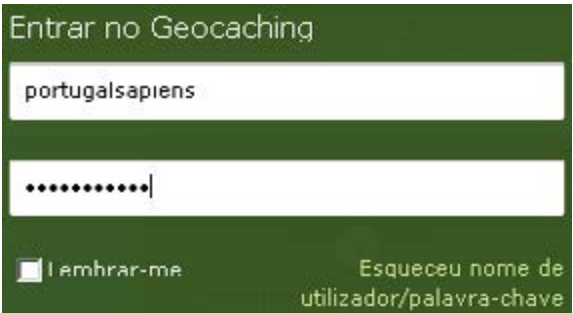 Entrar no Geocaching
portugalsapiens
•••••••••••
Lembrar-me
Esqueceu nome de
utilizador/palavra-chave